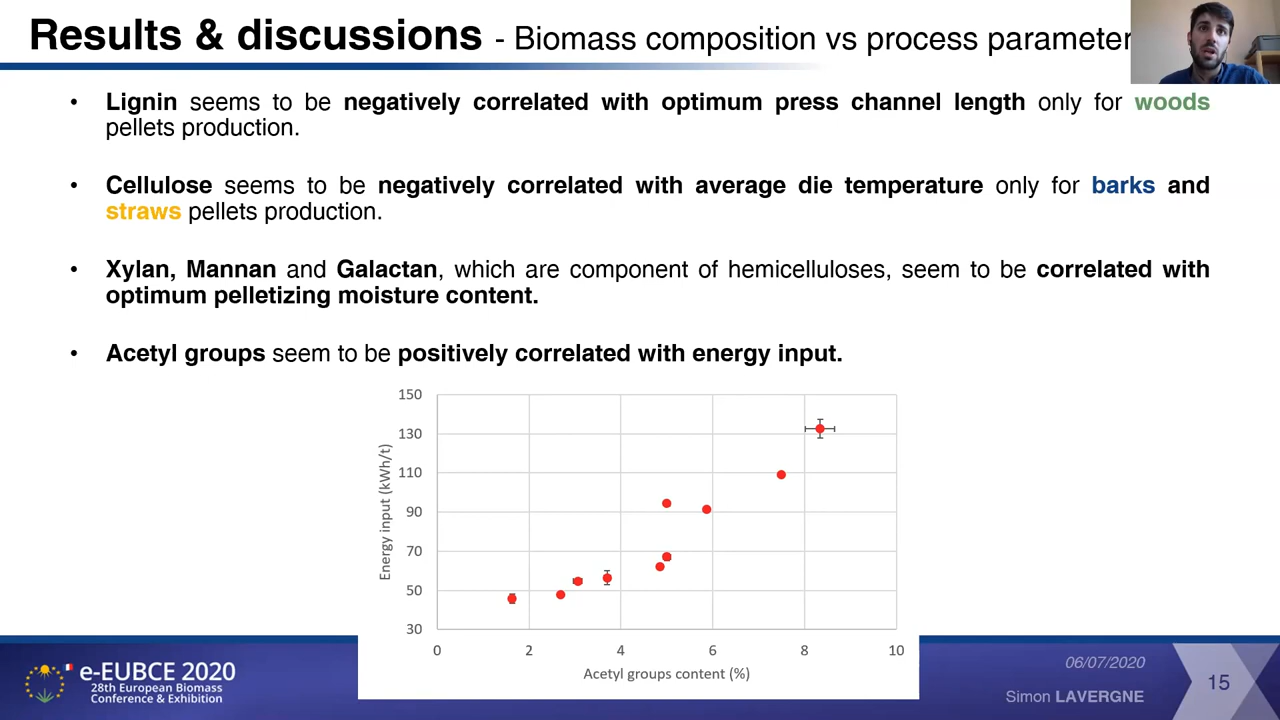 Results & discussions - Biomass composition vs process parameter
• Lignin seems to be negatively correlated with optimum press channel length only for woods
pellets production.
• Cellulose seems to be negatively correlated with average die temperature only for barks and
straws pellets production.
• Xylan, Mannan and Galactan, which are component of hemicelluloses, seem to be correlated with
optimum pelletizing moisture content.
• Acetyl groups seem to be positively correlated with energy input.
150
130
110
90
70
50
30
Energy input (kWh/t)
0 2 4 6 8 10
Acetyl groups content (%)
e-EUBCE 2020
28th European Biomass
Conference & Exhibition
06/07/2020
Simon LAVERGNE
15